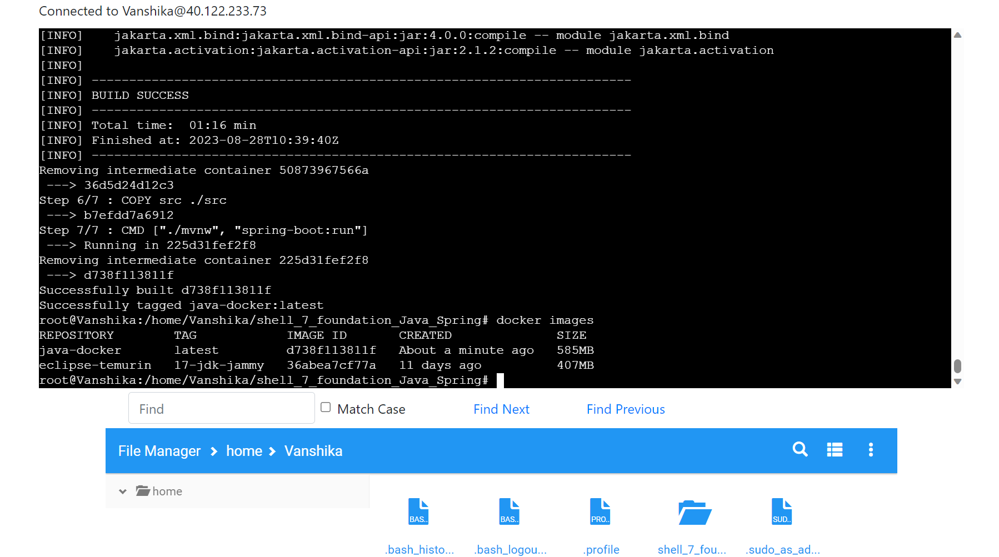 Connected to Vanshika@40.122.233.73
[INFO]    jakarta.xml.bind:jakarta.xml.bind-api:jar:4.0.0:compile -- module jakarta.xml.bind
[INFO]    jakarta.activation:jakarta.activation-api:jar:2.1.2:compile -- module jakarta.activation
[INFO]
[INFO] ------------------------------------------------------------------------
[INFO] BUILD SUCCESS
[INFO] ------------------------------------------------------------------------
[INFO] Total time:  01:16 min
[INFO] Finished at: 2023-08-28T10:39:40Z
[INFO] ------------------------------------------------------------------------
Removing intermediate container 50873967566a
 ---> 36d5d24d12c3
Step 6/7 : COPY src ./src
 ---> b7efdd7a6912
Step 7/7 : CMD ["./mvnw", "spring-boot:run"]
 ---> Running in 225d31fef2f8
Removing intermediate container 225d31fef2f8
 ---> d738f113811f
Successfully built d738f113811f
Successfully tagged java-docker:latest
root@Vanshika:/home/Vanshika/shell_7_foundation_Java_Spring# docker images
REPOSITORY        TAG            IMAGE ID       CREATED              SIZE
java-docker       latest         d738f113811f   About a minute ago   585MB
eclipse-temurin   17-jdk-jammy   36abea7cf77a   11 days ago          407MB
root@Vanshika:/home/Vanshika/shell_7_foundation_Java_Spring#
Find Match Case Find Next Find Previous
File Manager > home > Vanshika
home
BAS.. BAS.. PRO.. SUD..
.bash_histo... .bash_logou... .profile shell_7_fou... .sudo_as_ad...